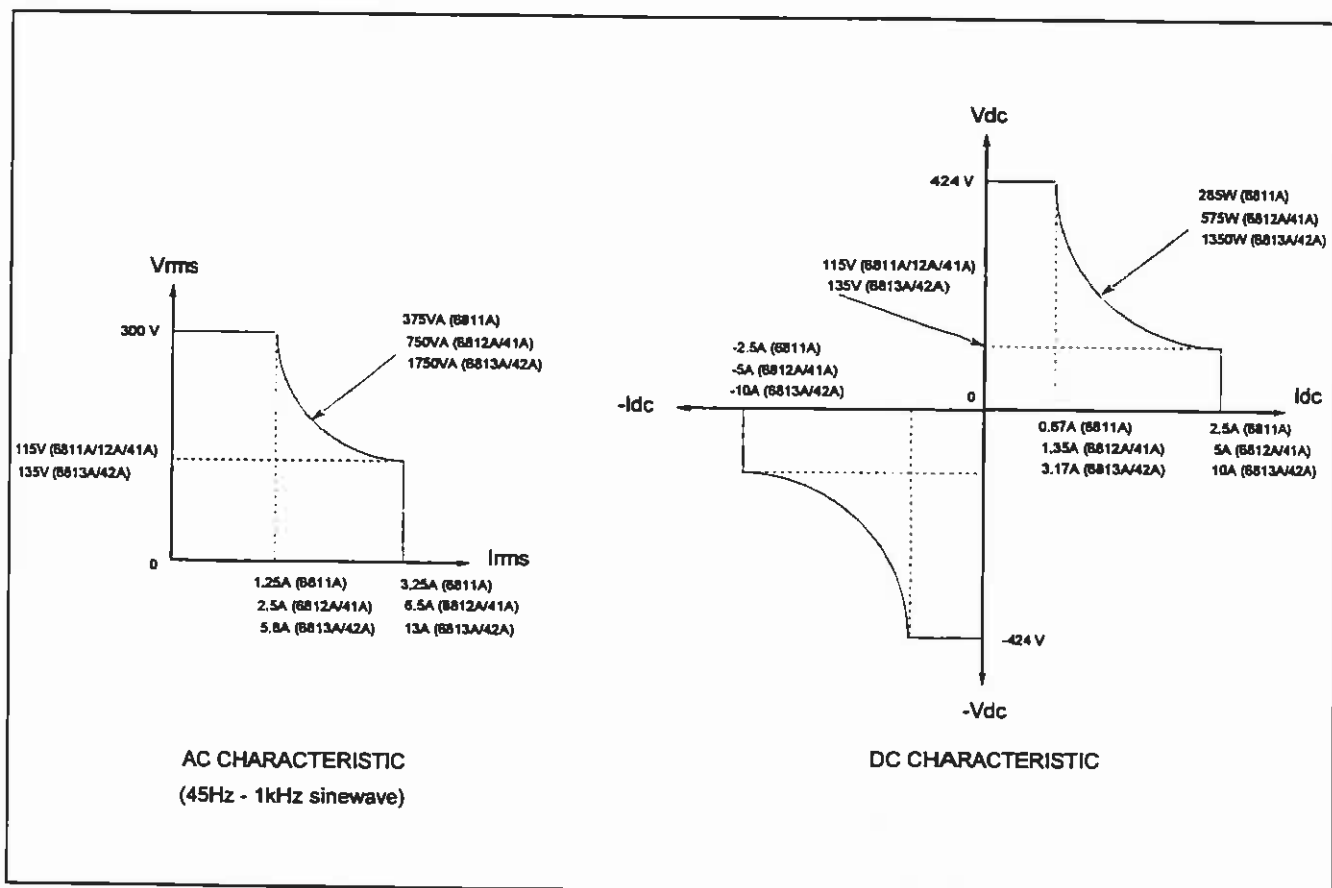 Vrms
300 V
375VA (6811A)
750VA (6812A/41A)
1750VA (6813A/42A)
115V (6811A/12A/41A)
135V (6813A/42A)
0
Irms
1.25A (6811A)
2.5A (6812A/41A)
5.8A (6813A/42A)
3.25A (6811A)
6.5A (6812A/41A)
13A (6813A/42A)
AC CHARACTERISTIC
(45Hz - 1kHz sinewave)
Vdc
424 V
285W (6811A)
575W (6812A/41A)
1350W (6813A/42A)
115V (6811A/12A/41A)
135V (6813A/42A)
-2.5A (6811A)
-5A (6812A/41A)
-10A (6813A/42A)
-Idc
0
Idc
0.67A (6811A)
1.35A (6812A/41A)
3.17A (6813A/42A)
2.5A (6811A)
5A (6812A/41A)
10A (6813A/42A)
-424 V
-Vdc
DC CHARACTERISTIC